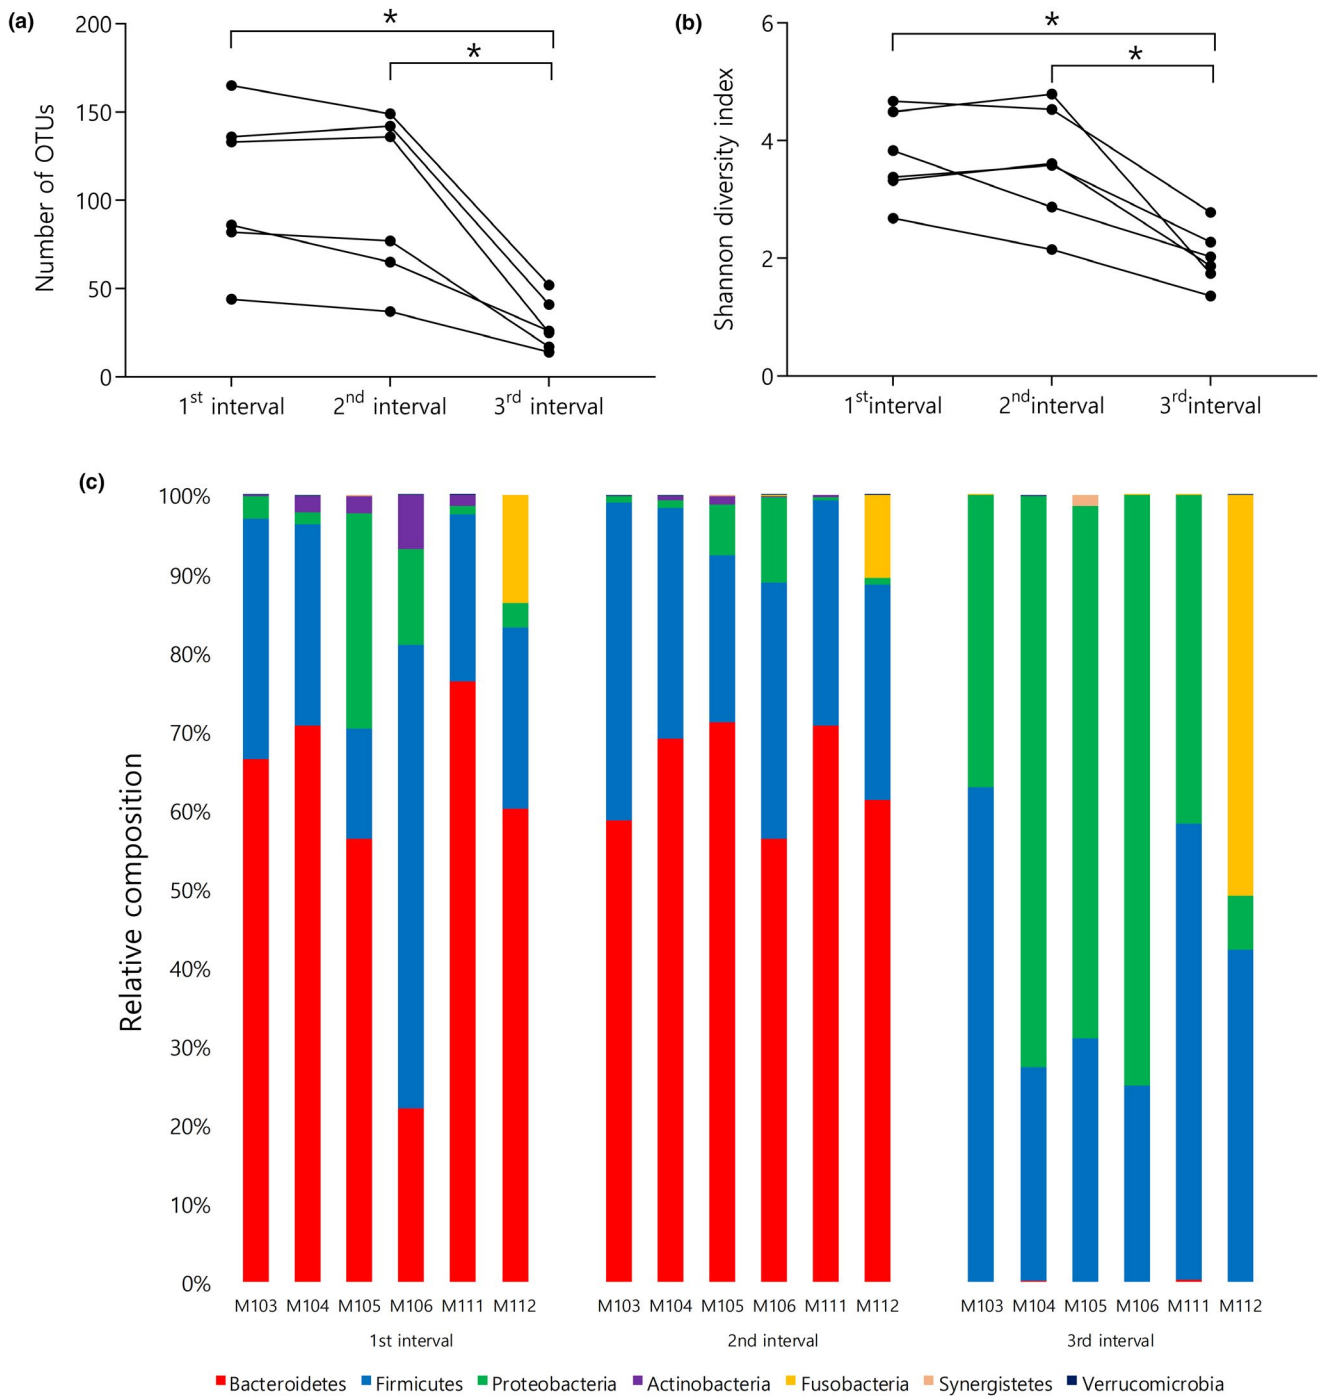 (a)
200
150
100
50
0
Number of OTUs
*
*
1st interval
2nd interval
3rd interval
(b)
6
4
2
0
Shannon diversity index
*
*
1stinterval
2ndinterval
3rdinterval
(c)
100%
90%
80%
70%
60%
50%
40%
30%
20%
10%
0%
Relative composition
M103 M104 M105 M106 M111 M112
M103 M104 M105 M106 M111 M112
M103 M104 M105 M106 M111 M112
1st interval
2nd interval
3rd interval
Bacteroidetes Firmicutes Proteobacteria Actinobacteria Fusobacteria Synergistetes Verrucomicrobia